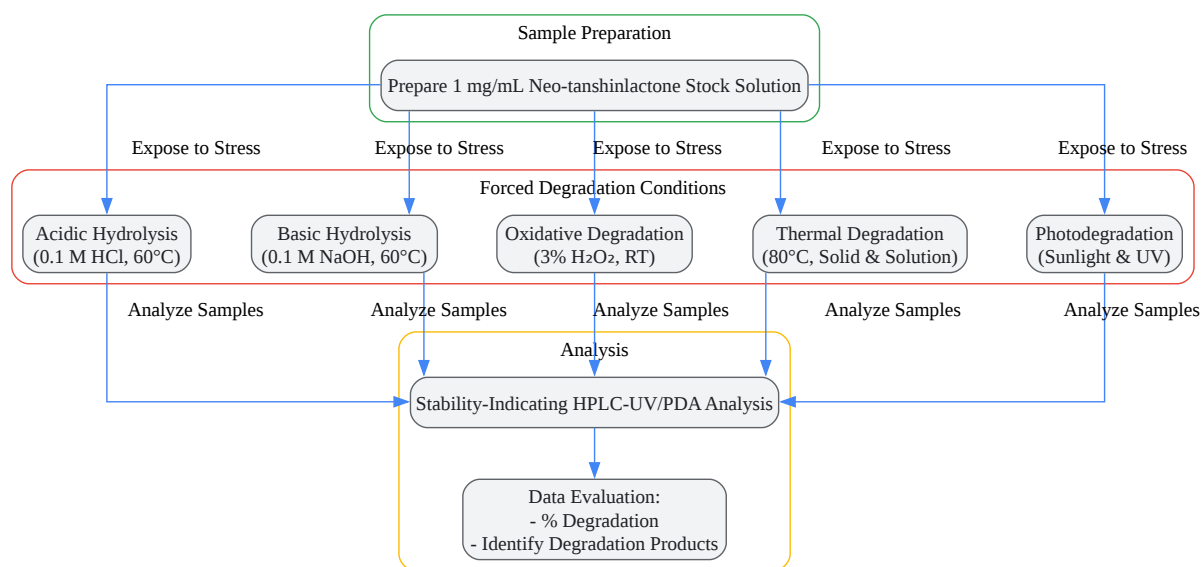 Sample Preparation
Prepare 1 mg/mL Neo-tanshinlactone Stock Solution
Expose to Stress
Expose to Stress
Expose to Stress
Expose to Stress
Expose to Stress
Forced Degradation Conditions
Acidic Hydrolysis
(0.1 M HCl, 60°C)
Basic Hydrolysis
(0.1 M NaOH, 60°C)
Oxidative Degradation
(3% H₂O₂, RT)
Thermal Degradation
(80°C, Solid & Solution)
Photodegradation
(Sunlight & UV)
Analyze Samples
Analyze Samples
Analyze Samples
Analyze Samples
Analyze Samples
Analysis
Stability-Indicating HPLC-UV/PDA Analysis
Data Evaluation:
- % Degradation
- Identify Degradation Products